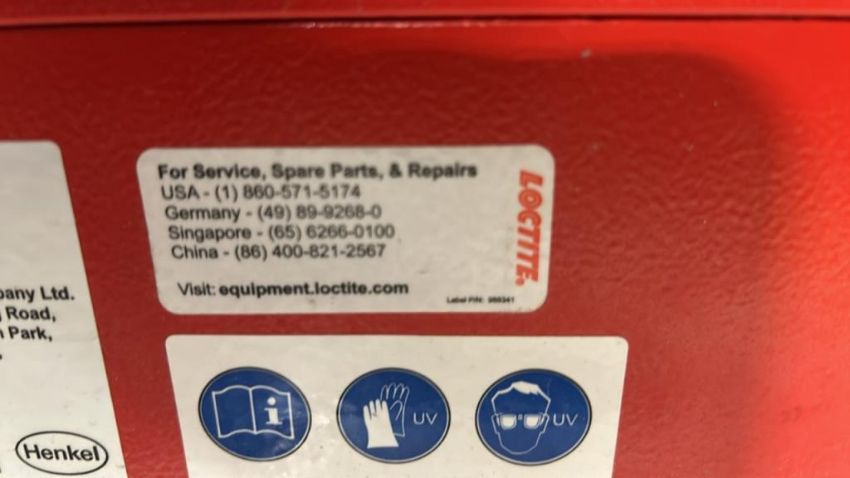 For Service, Spare Parts, & Repairs
USA - (1) 860-571-5174
Germany - (49) 89-9268-0
Singapore - (65) 6266-0100
China - (86) 400-821-2567
Visit: equipment.loctite.com
Label P/N:
LOCTITE.
Ltd.
Road,
Park,
Henkel
UV
UV